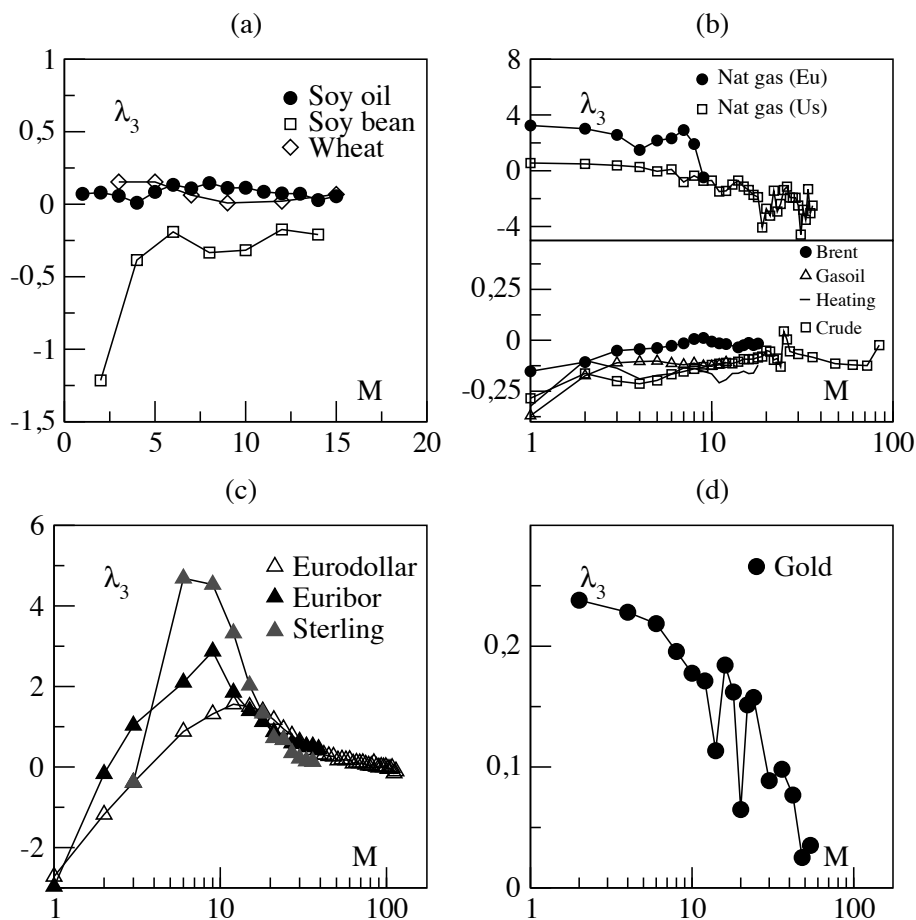 (a)
1
0,5
0
-0,5
-1
-1,5
λ3
Soy oil
Soy bean
Wheat
M
0 5 10 15 20
(b)
8
4
0
-4
λ3
Nat gas (Eu)
Nat gas (Us)
0,25
0
-0,25
Brent
Gasoil
Heating
Crude
M
1 10 100
(c)
6
4
2
0
-2
λ3
Eurodollar
Euribor
Sterling
M
1 10 100
(d)
0,2
0,1
0
λ3
Gold
M
1 10 100